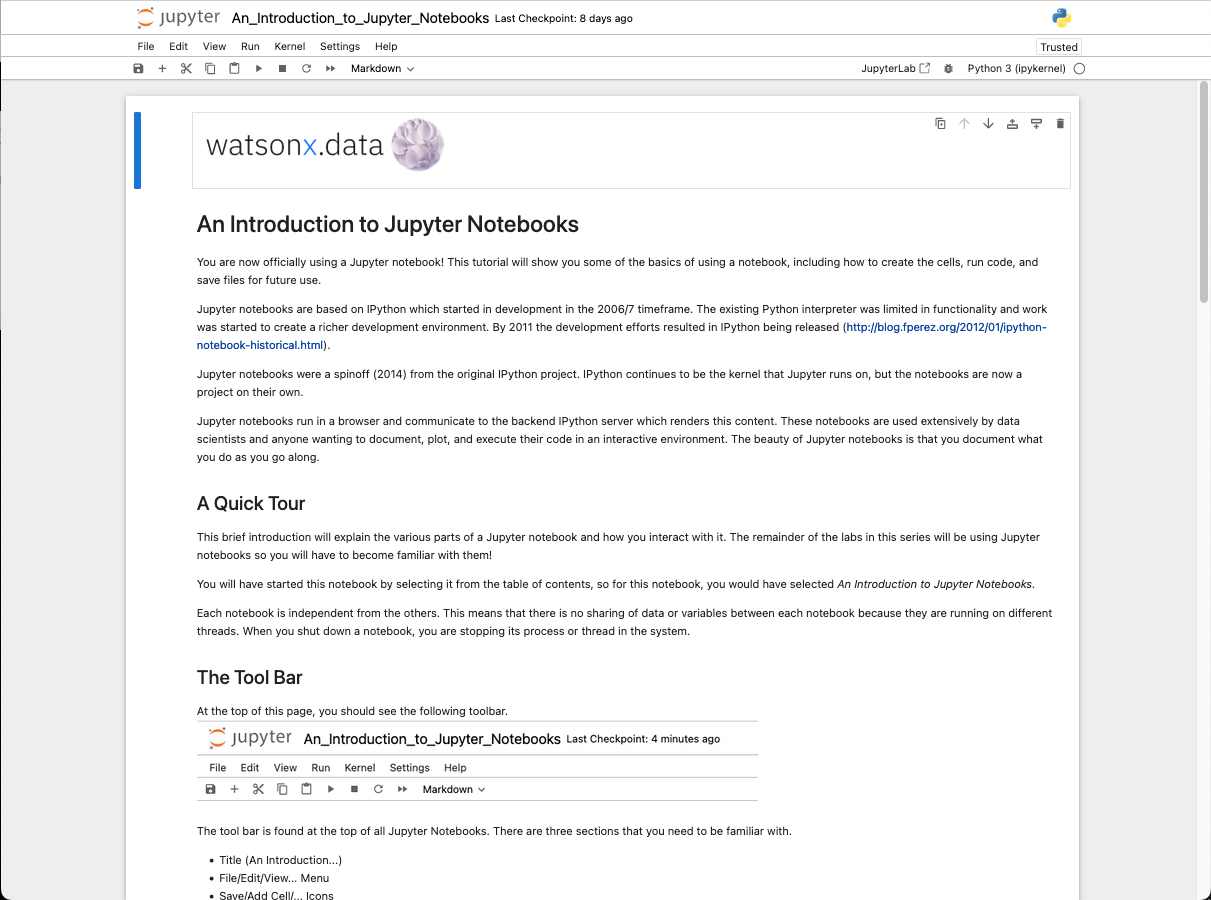 jupyter An_Introduction_to_Jupyter_Notebooks Last Checkpoint: 8 days ago
File Edit View Run Kernel Settings Help
Trusted
Markdown
JupyterLab
Python 3 (ipykernel)
watsonx.data
An Introduction to Jupyter Notebooks
You are now officially using a Jupyter notebook! This tutorial will show you some of the basics of using a notebook, including how to create the cells, run code, and
save files for future use.
Jupyter notebooks are based on IPython which started in development in the 2006/7 timeframe. The existing Python interpreter was limited in functionality and work
was started to create a richer development environment. By 2011 the development efforts resulted in IPython being released (http://blog.fperez.org/2012/01/ipython-
notebook-historical.html).
Jupyter notebooks were a spinoff (2014) from the original IPython project. IPython continues to be the kernel that Jupyter runs on, but the notebooks are now a
project on their own.
Jupyter notebooks run in a browser and communicate to the backend IPython server which renders this content. These notebooks are used extensively by data
scientists and anyone wanting to document, plot, and execute their code in an interactive environment. The beauty of Jupyter notebooks is that you document what
you do as you go along.
A Quick Tour
This brief introduction will explain the various parts of a Jupyter notebook and how you interact with it. The remainder of the labs in this series will be using Jupyter
notebooks so you will have to become familiar with them!
You will have started this notebook by selecting it from the table of contents, so for this notebook, you would have selected An Introduction to Jupyter Notebooks.
Each notebook is independent from the others. This means that there is no sharing of data or variables between each notebook because they are running on different
threads. When you shut down a notebook, you are stopping its process or thread in the system.
The Tool Bar
At the top of this page, you should see the following toolbar.
jupyter An_Introduction_to_Jupyter_Notebooks Last Checkpoint: 4 minutes ago
File Edit View Run Kernel Settings Help
Markdown
The tool bar is found at the top of all Jupyter Notebooks. There are three sections that you need to be familiar with.
• Title (An Introduction...)
• File/Edit/View... Menu
• Save/Add Cell/... Icons